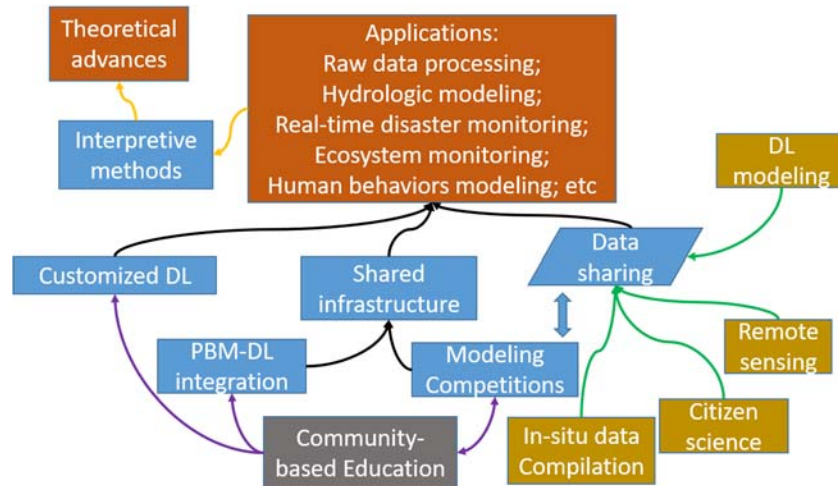 Theoretical
advances
Applications:
Raw data processing;
Hydrologic modeling;
Real-time disaster monitoring;
Ecosystem monitoring;
Human behaviors modeling; etc
Interpretive
methods
DL
modeling
Customized DL
Shared
infrastructure
Data
sharing
PBM-DL
integration
Modeling
Competitions
Remote
sensing
Community-
based Education
In-situ data
Compilation
Citizen
science